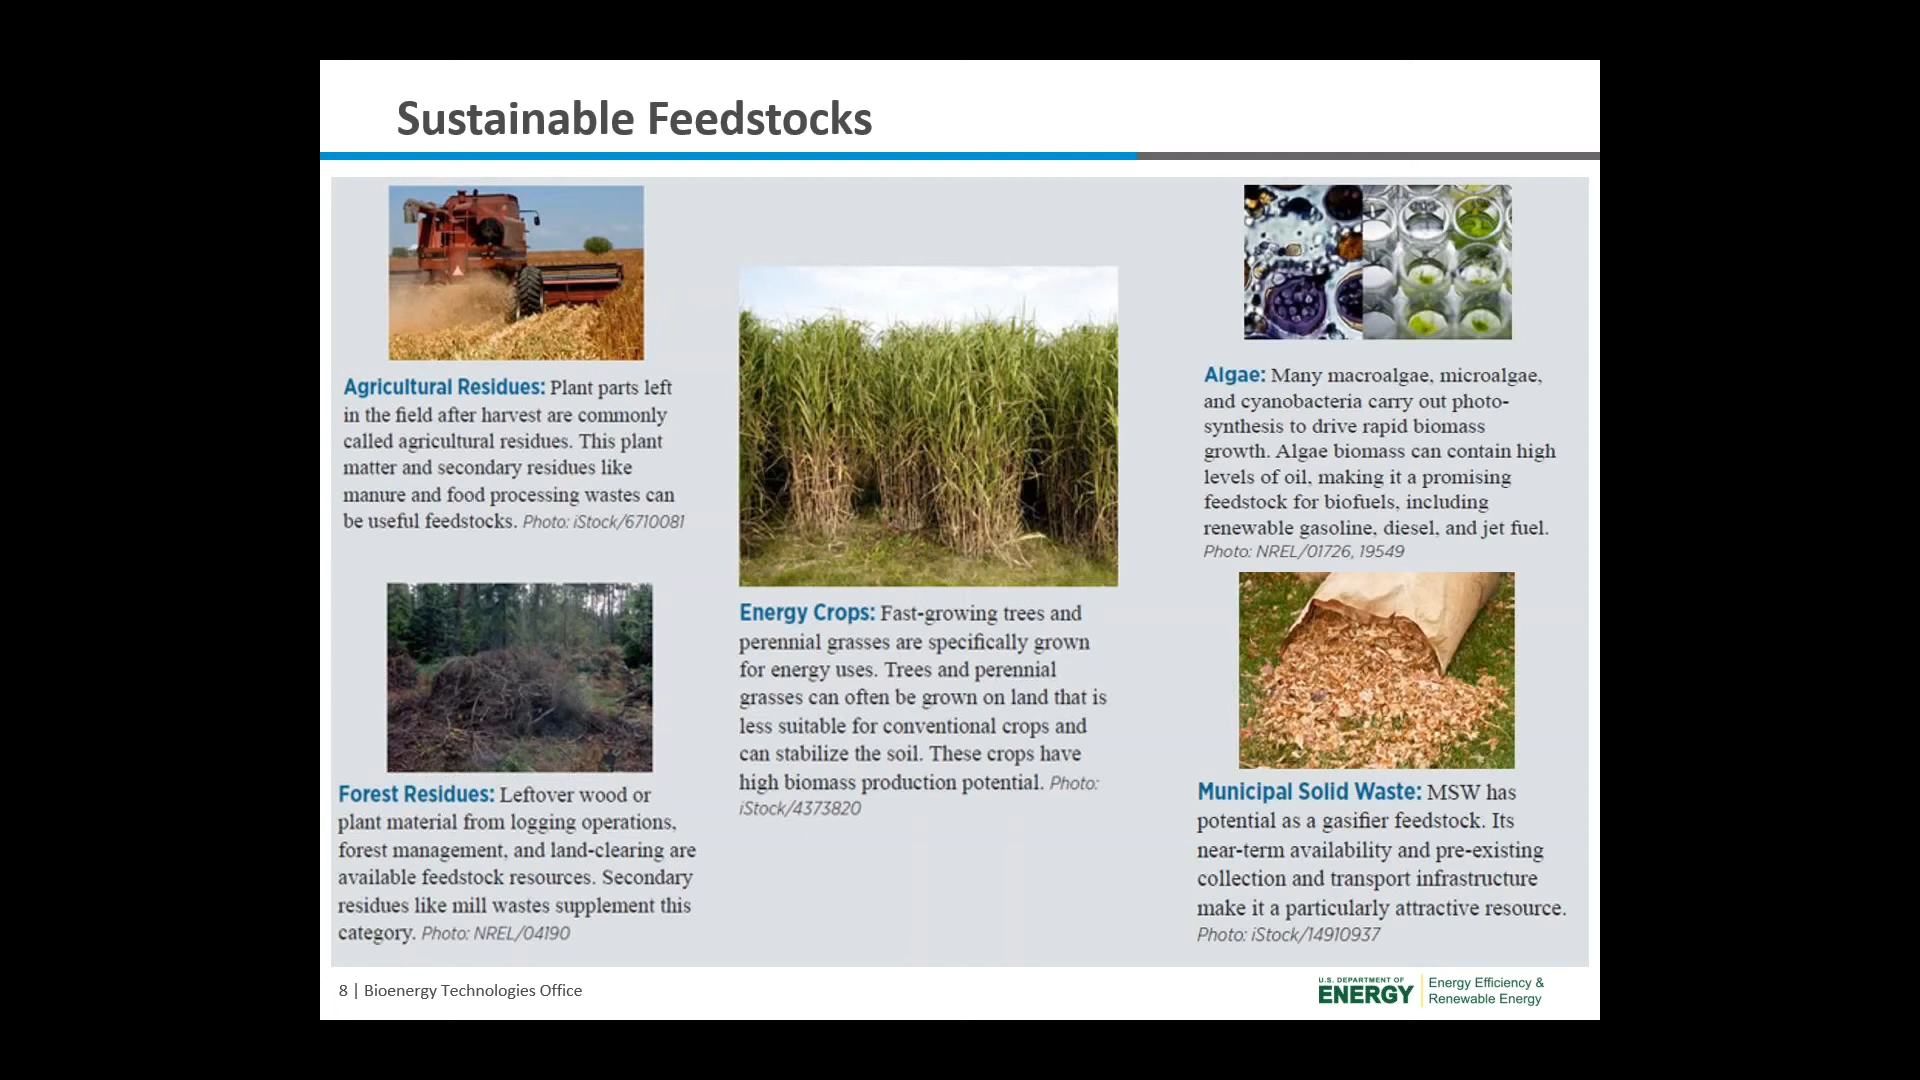 Sustainable Feedstocks
Agricultural Residues: Plant parts left
in the field after harvest are commonly
called agricultural residues. This plant
matter and secondary residues like
manure and food processing wastes can
be useful feedstocks. Photo: iStock/6710081
Forest Residues: Leftover wood or
plant material from logging operations,
forest management, and land-clearing are
available feedstock resources. Secondary
residues like mill wastes supplement this
category. Photo: NREL/04190
Energy Crops: Fast-growing trees and
perennial grasses are specifically grown
for energy uses. Trees and perennial
grasses can often be grown on land that is
less suitable for conventional crops and
can stabilize the soil. These crops have
high biomass production potential. Photo:
iStock/4373820
Algae: Many macroalgae, microalgae,
and cyanobacteria carry out photo-
synthesis to drive rapid biomass
growth. Algae biomass can contain high
levels of oil, making it a promising
feedstock for biofuels, including
renewable gasoline, diesel, and jet fuel.
Photo: NREL/01726, 19549
Municipal Solid Waste: MSW has
potential as a gasifier feedstock. Its
near-term availability and pre-existing
collection and transport infrastructure
make it a particularly attractive resource.
Photo: iStock/14910937
8 | Bioenergy Technologies Office
U.S. DEPARTMENT OF
ENERGY
Energy Efficiency &
Renewable Energy